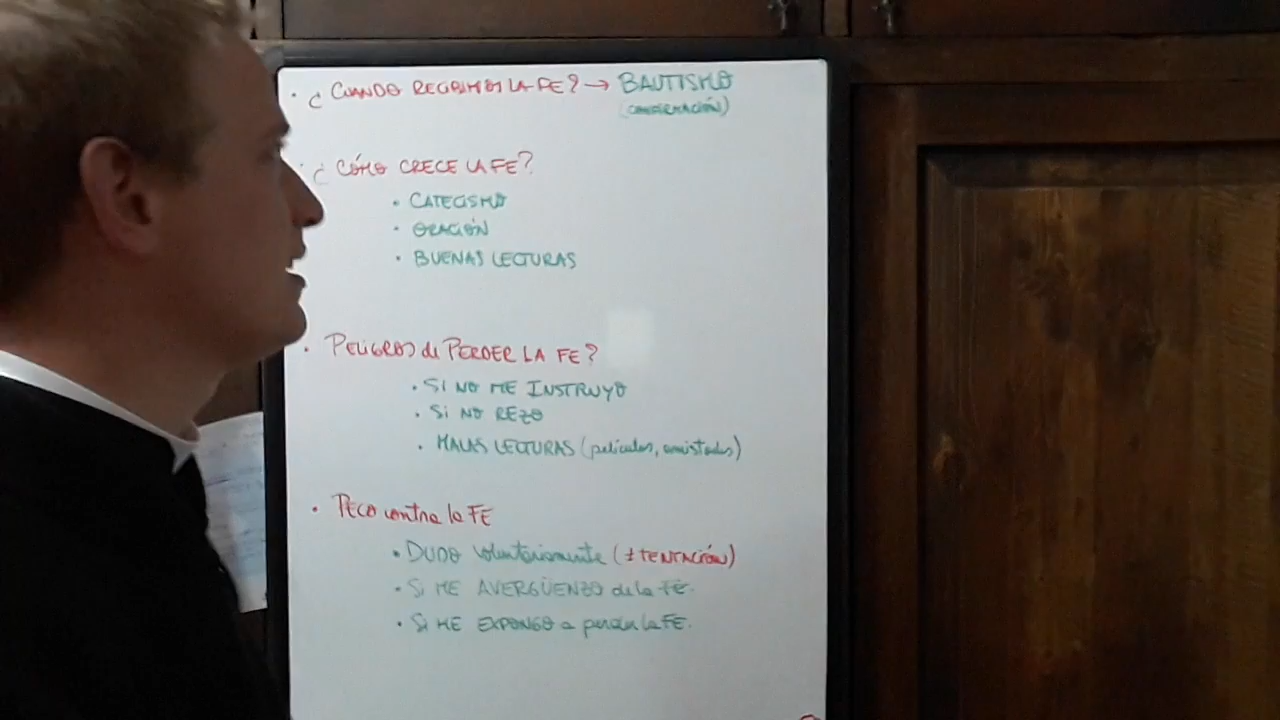 · ¿ CUANDO RECIBIMOS LA FE? → BAUTISMO
(CONFIRMACIÓN)
· ¿ CÓMO CRECE LA FE?
· CATECISMO
· ORACIÓN
· BUENAS LECTURAS
· PELIGROS de PERDER LA FE?
· SI NO ME INSTRUYO
· SI NO REZO
· MALAS LECTURAS (películas, amistades)
· PECO contra la FE
· DUDO voluntariamente (≠ TENTACIÓN)
· SI ME AVERGÜENZO de la FE.
· SI ME EXPONGO a perder la FE.